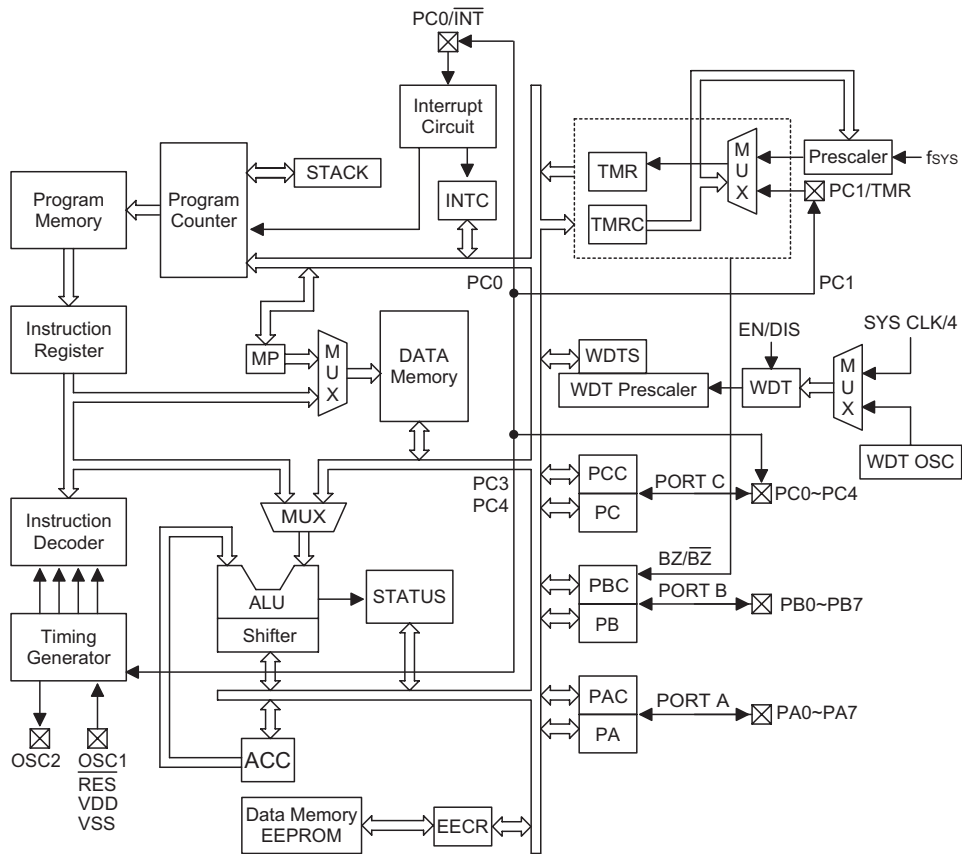 PC0/INT
Interrupt
Circuit
STACK
INTC
Program
Memory
Program
Counter
Instruction
Register
MP
MUX
DATA
Memory
PC0
TMR
TMRC
MUX
Prescaler
fSYS
PC1/TMR
PC1
EN/DIS
SYS CLK/4
WDTS
WDT Prescaler
WDT
MUX
WDT OSC
PC3
PC4
PCC
PC
PORT C
PC0~PC4
MUX
Instruction
Decoder
ALU
Shifter
STATUS
BZ/BZ
PBC
PB
PORT B
PB0~PB7
Timing
Generator
PAC
PA
PORT A
PA0~PA7
OSC2
OSC1
RES
VDD
VSS
ACC
Data Memory
EEPROM
EECR